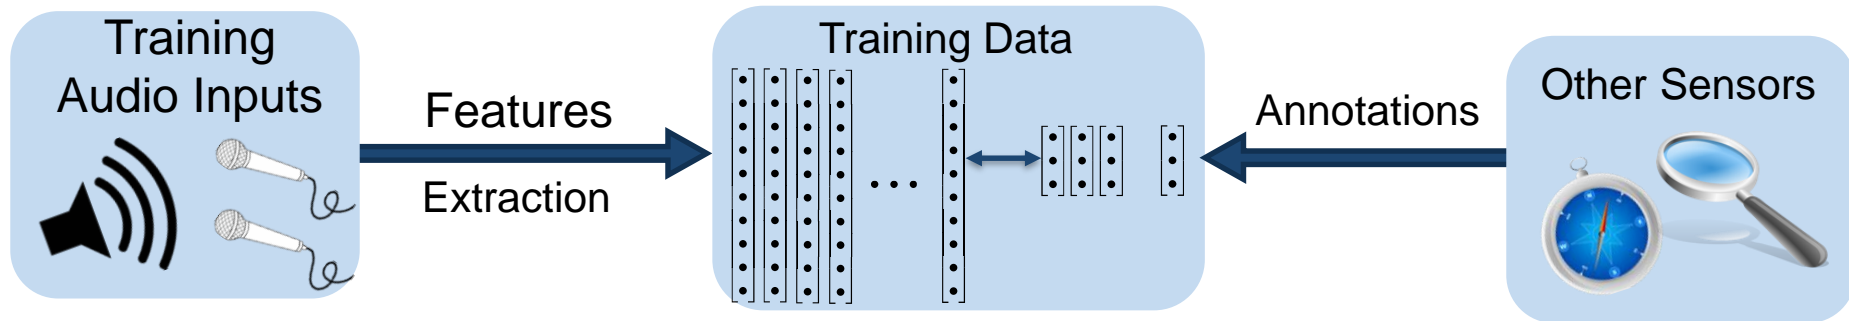 Training
Audio Inputs
Features
Extraction
Training Data
...
Annotations
Other Sensors